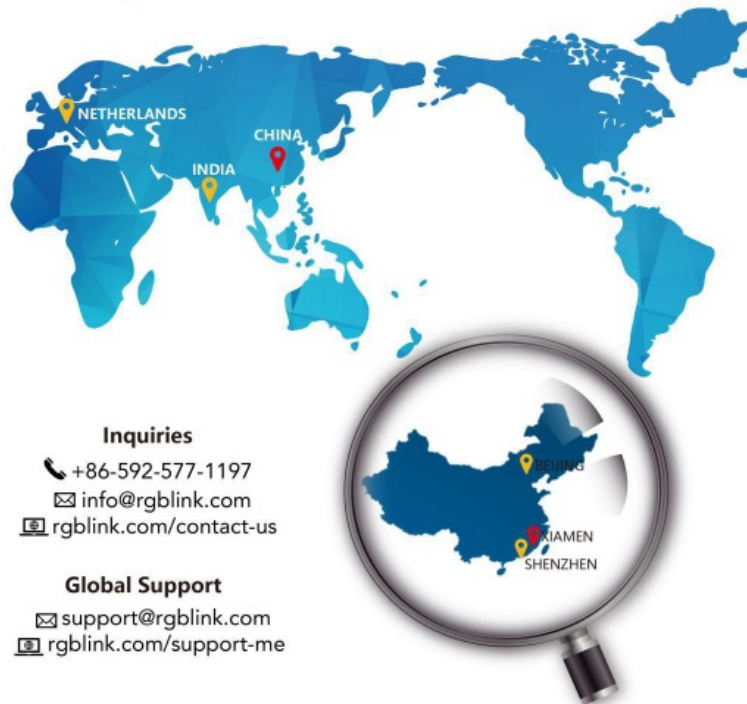 NETHERLANDS
CHINA
INDIA
Inquiries
+86-592-577-1197
info@rgblink.com
rgblink.com/contact-us
Global Support
support@rgblink.com
rgblink.com/support-me
BEIJING
XIAMEN
SHENZHEN